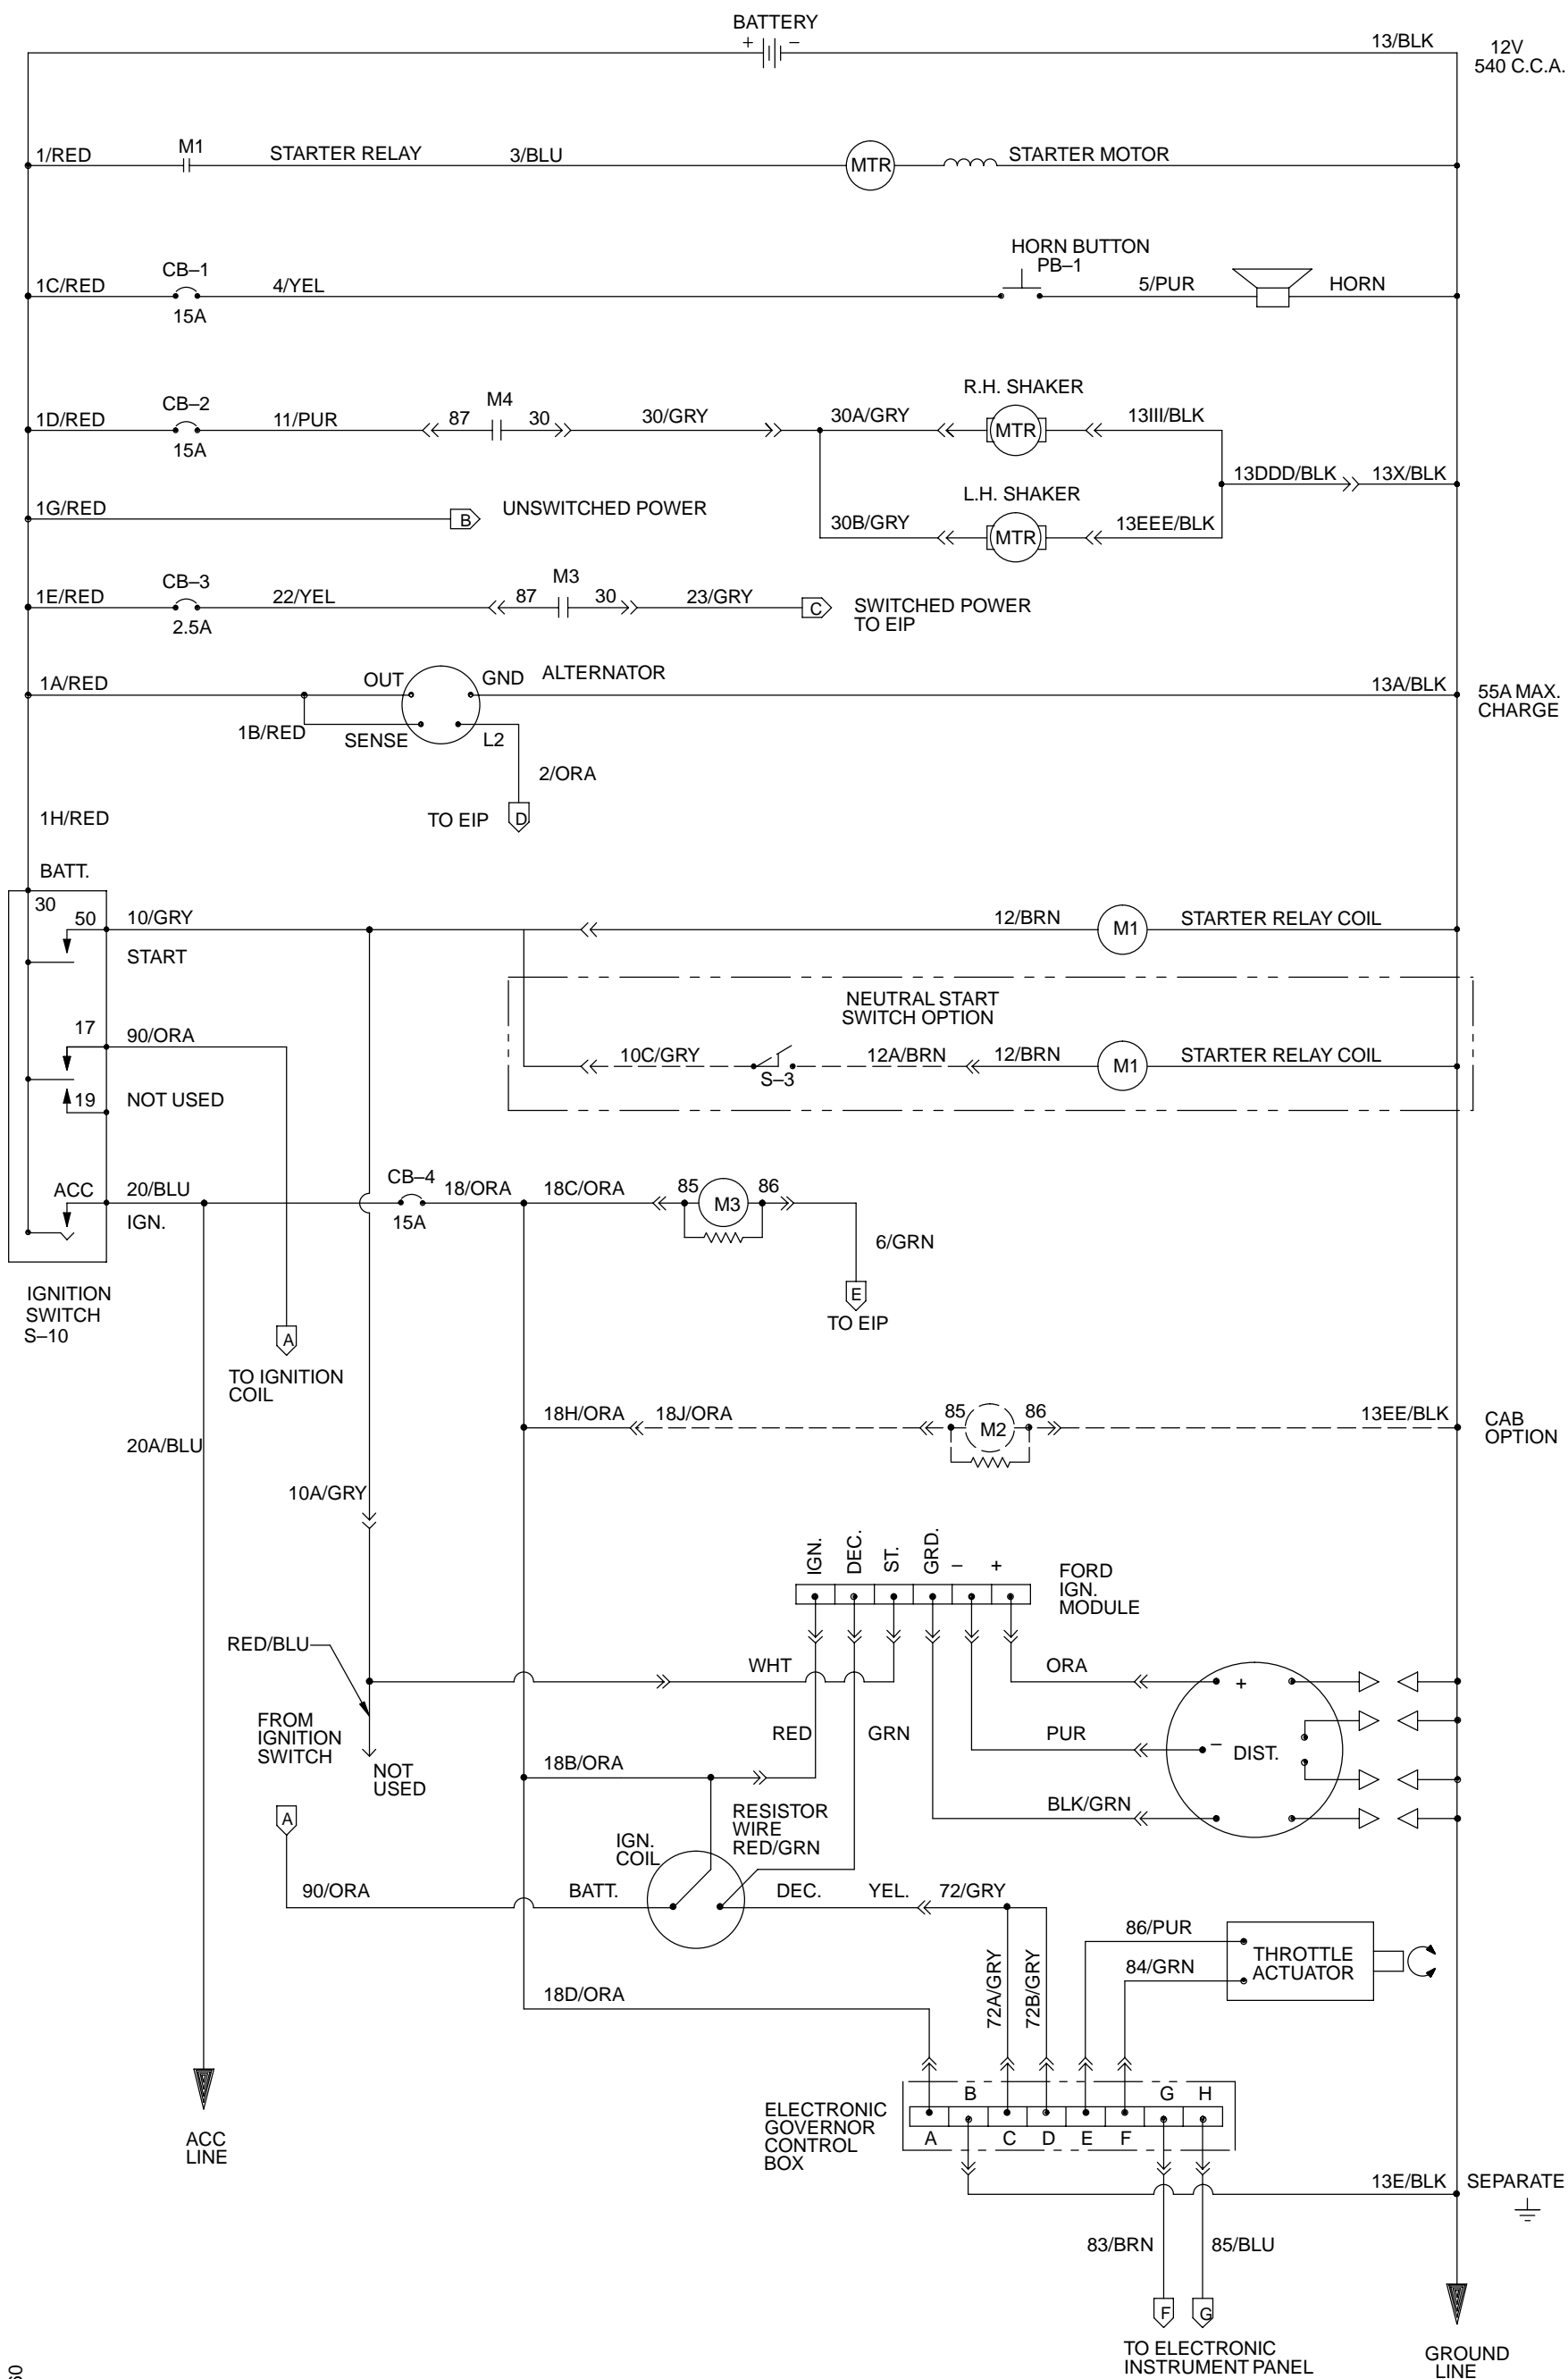 BATTERY
+ –
13/BLK
12V
540 C.C.A.
1/RED
M1
STARTER RELAY
3/BLU
MTR
STARTER MOTOR
HORN BUTTON
PB–1
1C/RED
CB–1
15A
4/YEL
5/PUR
HORN
R.H. SHAKER
1D/RED
CB–2
15A
11/PUR
87
M4
30
30/GRY
30A/GRY
MTR
13III/BLK
13DDD/BLK
13X/BLK
1G/RED
B
UNSWITCHED POWER
L.H. SHAKER
30B/GRY
MTR
13EEE/BLK
1E/RED
CB–3
2.5A
22/YEL
87
M3
30
23/GRY
C
SWITCHED POWER
TO EIP
1A/RED
OUT
GND
ALTERNATOR
13A/BLK
55A MAX.
CHARGE
1B/RED
SENSE
L2
2/ORA
TO EIP
D
1H/RED
BATT.
30
50
10/GRY
START
12/BRN
M1
STARTER RELAY COIL
NEUTRAL START
SWITCH OPTION
17
90/ORA
10C/GRY
S–3
12A/BRN
12/BRN
M1
STARTER RELAY COIL
19
NOT USED
ACC
20/BLU
IGN.
CB–4
15A
18/ORA
18C/ORA
85
M3
86
6/GRN
E
TO EIP
IGNITION
SWITCH
S–10
A
TO IGNITION
COIL
18H/ORA
18J/ORA
85
M2
86
13EE/BLK
CAB
OPTION
20A/BLU
10A/GRY
IGN.
DEC.
ST.
GRD.
–
+
FORD
IGN.
MODULE
RED/BLU
WHT
ORA
+
FROM
IGNITION
SWITCH
NOT
USED
RED
GRN
PUR
–
DIST.
18B/ORA
A
RESISTOR
WIRE
RED/GRN
BLK/GRN
IGN.
COIL
90/ORA
BATT.
DEC.
YEL.
72/GRY
72A/GRY
72B/GRY
86/PUR
84/GRN
THROTTLE
ACTUATOR
18D/ORA
ACC
LINE
ELECTRONIC
GOVERNOR
CONTROL
BOX
B
G
H
A
C
D
E
F
13E/BLK
SEPARATE
83/BRN
85/BLU
F
G
TO ELECTRONIC
INSTRUMENT PANEL
GROUND
LINE